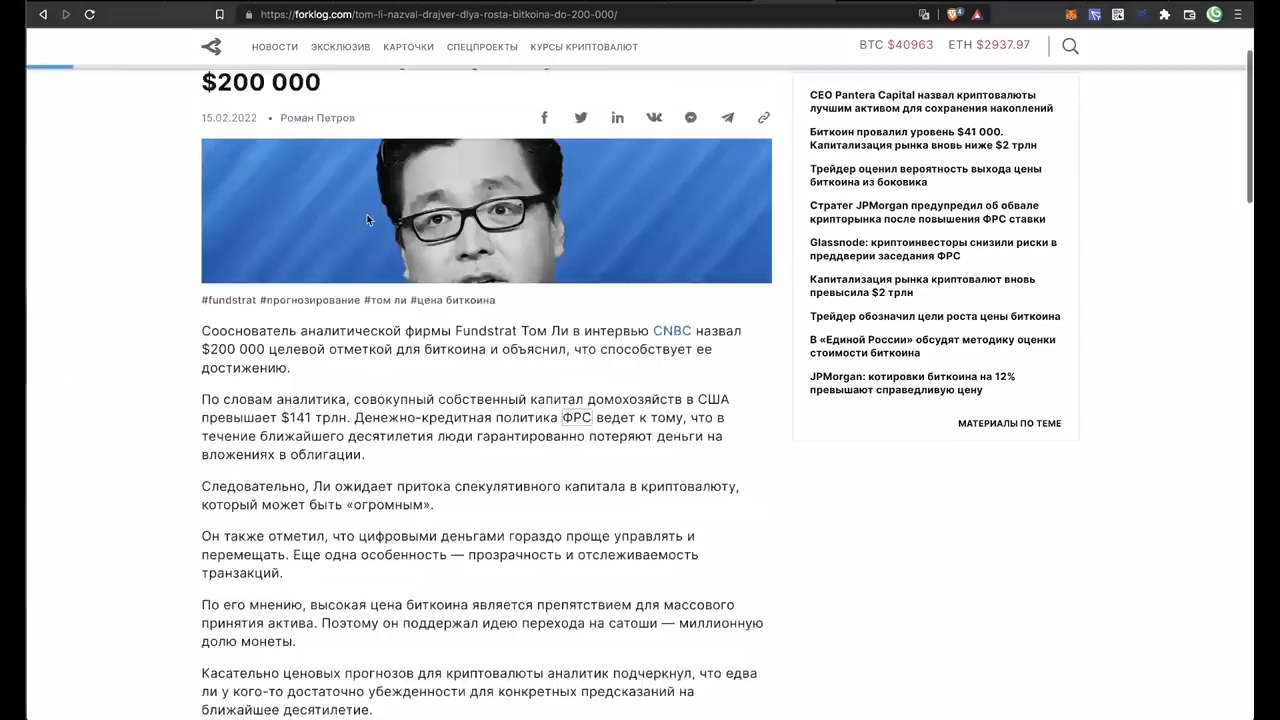 https://forklog.com/tom-li-nazval-drajver-dlya-rosta-bitkoina-do-200-000/
НОВОСТИ ЭКСКЛЮЗИВ КАРТОЧКИ СПЕЦПРОЕКТЫ КУРСЫ КРИПТОВАЛЮТ
BTC $40963 ETH $2937.97
$200 000
15.02.2022 • Роман Петров
#fundstrat #прогнозирование #том ли #цена биткоина
Сооснователь аналитической фирмы Fundstrat Том Ли в интервью CNBC назвал
$200 000 целевой отметкой для биткоина и объяснил, что способствует ее
достижению.
По словам аналитика, совокупный собственный капитал домохозяйств в США
превышает $141 трлн. Денежно-кредитная политика ФРС ведет к тому, что в
течение ближайшего десятилетия люди гарантированно потеряют деньги на
вложениях в облигации.
Следовательно, Ли ожидает притока спекулятивного капитала в криптовалюту,
который может быть «огромным».
Он также отметил, что цифровыми деньгами гораздо проще управлять и
перемещать. Еще одна особенность — прозрачность и отслеживаемость
транзакций.
По его мнению, высокая цена биткоина является препятствием для массового
принятия актива. Поэтому он поддержал идею перехода на сатоши — миллионную
долю монеты.
Касательно ценовых прогнозов для криптовалюты аналитик подчеркнул, что едва
ли у кого-то достаточно убежденности для конкретных предсказаний на
ближайшее десятилетие.
CEO Pantera Capital назвал криптовалюты
лучшим активом для сохранения накоплений
Биткоин провалил уровень $41 000.
Капитализация рынка вновь ниже $2 трлн
Трейдер оценил вероятность выхода цены
биткоина из боковика
Стратег JPMorgan предупредил об обвале
крипторынка после повышения ФРС ставки
Glassnode: криптоинвесторы снизили риски в
преддверии заседания ФРС
Капитализация рынка криптовалют вновь
превысила $2 трлн
Трейдер обозначил цели роста цены биткоина
В «Единой России» обсудят методику оценки
стоимости биткоина
JPMorgan: котировки биткоина на 12%
превышают справедливую цену
МАТЕРИАЛЫ ПО ТЕМЕ